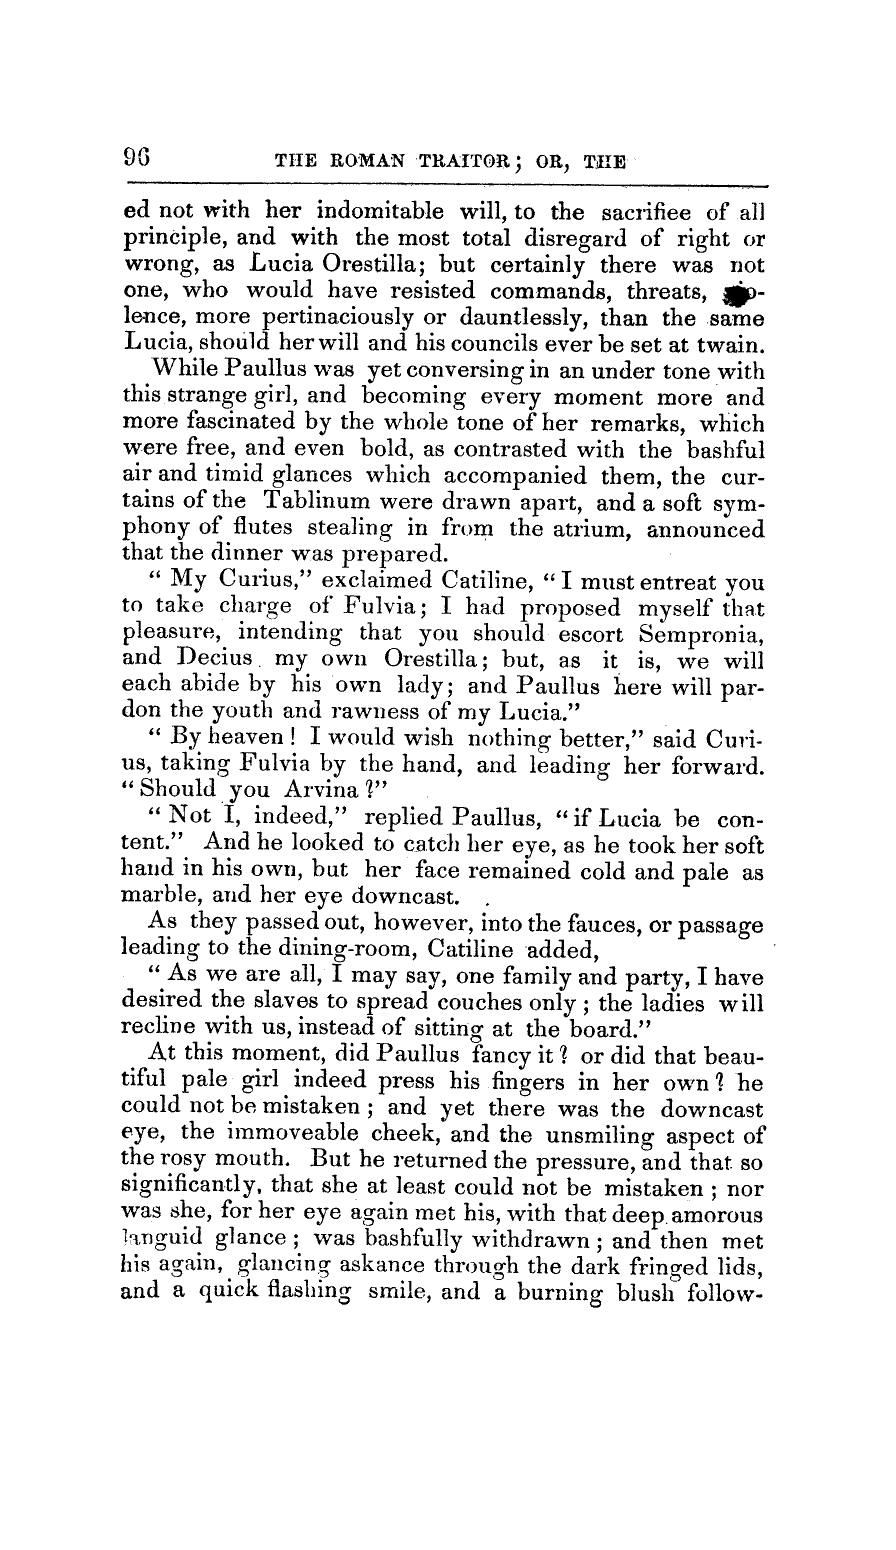 96 THE ROMAN TRAITOR; OR, THE
ed not with her indomitable will, to the sacrifiee of all
principle, and with the most total disregard of right or
wrong, as Lucia Orestilla; but certainly there was not
one, who would have resisted commands, threats,
lence, more pertinaciously or dauntlessly, than the same
Lucia, should her will and his councils ever be set at twain.
While Paullus was yet conversing in an under tone with
this strange girl, and becoming every moment more and
more fascinated by the whole tone of her remarks, which
were free, and even bold, as contrasted with the bashful
air and timid glances which accompanied them, the cur-
tains of the Tablinum were drawn apart, and a soft sym-
phony of flutes stealing in from the atrium, announced
that the dinner was prepared.
“ My Curius,” exclaimed Catiline, “ I must entreat you
to take charge of Fulvia; I had proposed myself that
pleasure, intending that you should escort Sempronia,
and Decius my own Orestilla; but, as it is, we will
each abide by his own lady; and Paullus here will par-
don the youth and rawness of my Lucia.”
“ By heaven ! I would wish nothing better,” said Curi-
us, taking Fulvia by the hand, and leading her forward.
“ Should you Arvina ?”
“ Not I, indeed,” replied Paullus, “ if Lucia be con-
tent.” And he looked to catch her eye, as he took her soft
hand in his own, but her face remained cold and pale as
marble, and her eye downcast.
As they passed out, however, into the fauces, or passage
leading to the dining-room, Catiline added,
“ As we are all, I may say, one family and party, I have
desired the slaves to spread couches only ; the ladies will
recline with us, instead of sitting at the board.”
At this moment, did Paullus fancy it ? or did that beau-
tiful pale girl indeed press his fingers in her own ? he
could not be mistaken ; and yet there was the downcast
eye, the immoveable cheek, and the unsmiling aspect of
the rosy mouth. But he returned the pressure, and that so
significantly, that she at least could not be mistaken ; nor
was she, for her eye again met his, with that deep amorous
languid glance ; was bashfully withdrawn ; and then met
his again, glancing askance through the dark fringed lids,
and a quick flashing smile, and a burning blush follow-